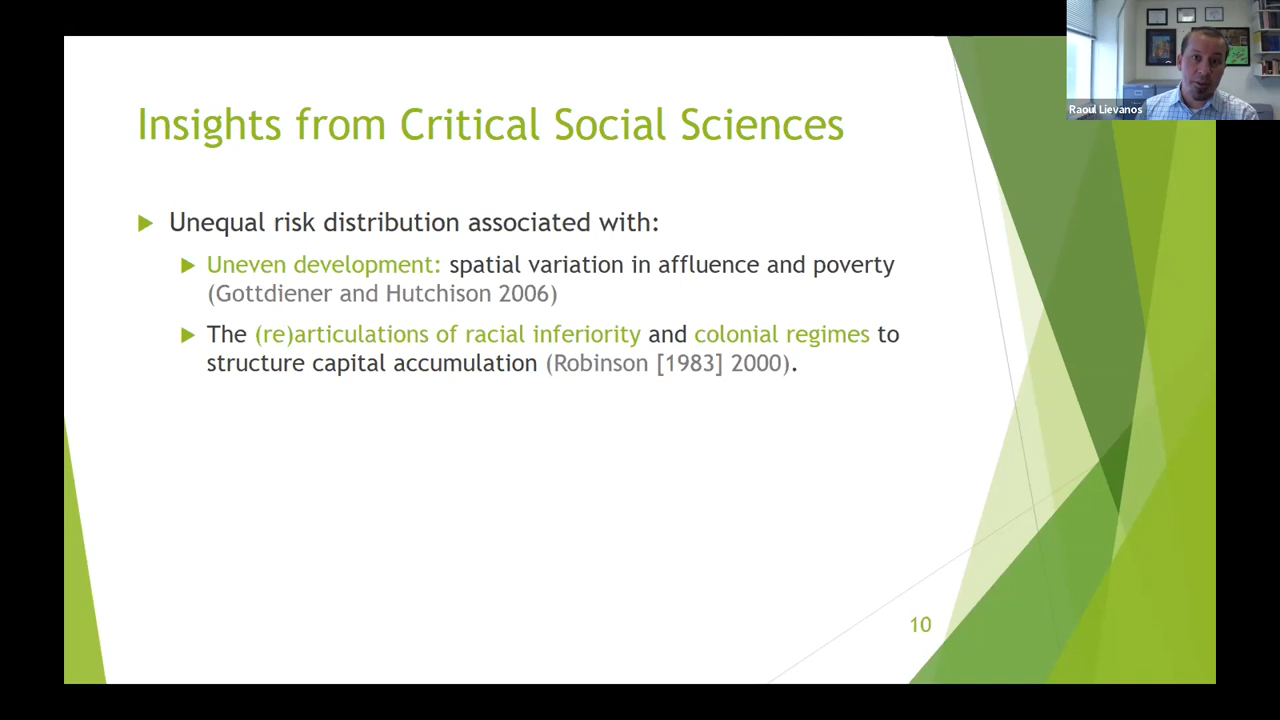 Raoul Lievanos
Insights from Critical Social Sciences
Unequal risk distribution associated with:
Uneven development: spatial variation in affluence and poverty
(Gottdiener and Hutchison 2006)
The (re)articulations of racial inferiority and colonial regimes to
structure capital accumulation (Robinson [1983] 2000).
10